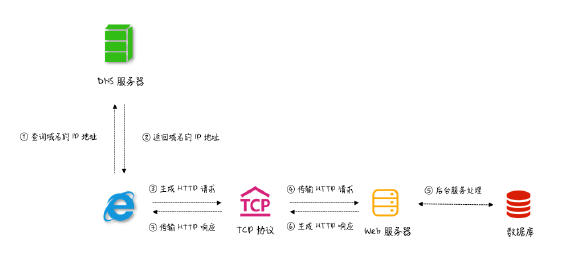 DNS 服务器
① 查询域名的 IP 地址
② 返回域名的 IP 地址
③ 生成 HTTP 请求
④ 传输 HTTP 请求
⑤ 后台服务处理
TCP
⑦ 传输 HTTP 响应
TCP 协议
⑥ 生成 HTTP 响应
Web 服务器
数据库